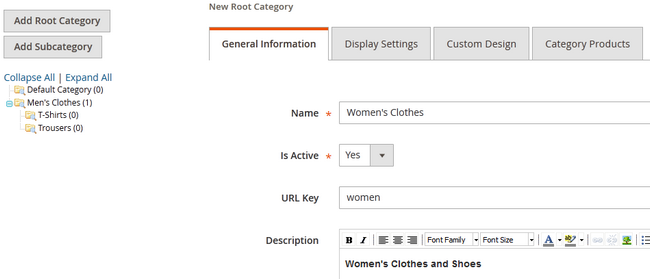 New Root Category
Add Root Category
Add Subcategory
Collapse All | Expand All
Default Category (0)
Men's Clothes (1)
T-Shirts (0)
Trousers (0)
General Information
Display Settings
Custom Design
Category Products
Name * Women's Clothes
Is Active * Yes
URL Key women
Description
B I Font Family Font Size A ab
Women's Clothes and Shoes